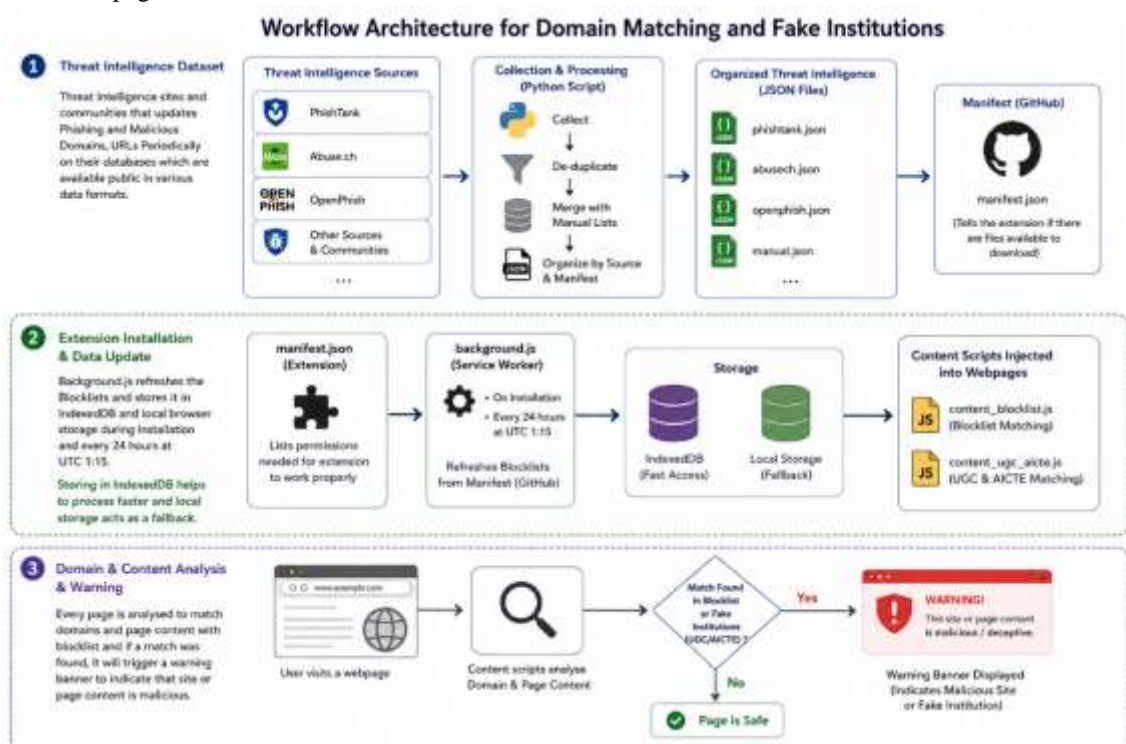 Workflow Architecture for Domain Matching and Fake Institutions
1 Threat Intelligence Dataset
Threat Intelligence sites and
communities that updates
Phishing and Malicious
Domains, URLs Periodically
on their databases which are
available public in various
data formats.
Threat Intelligence Sources
PhishTank
Abuse.ch
OPEN
PHISH
OpenPhish
Other Sources
& Communities
...
Collection & Processing
(Python Script)
Collect
De-duplicate
Merge with
Manual Lists
Organize by Source
& Manifest
Organized Threat Intelligence
(JSON Files)
phishtank.json
abusech.json
openphish.json
manual.json
...
Manifest (GitHub)
manifest.json
(Tells the extension if there
are files available to
download)
2 Extension Installation
& Data Update
Background.js refreshes the
Blocklists and stores it in
IndexedDB and local browser
storage during Installation
and every 24 hours at
UTC 1:15.
Storing in IndexedDB helps
to process faster and local
storage acts as a fallback.
manifest.json
(Extension)
Lists permissions
needed for extension
to work properly
background.js
(Service Worker)
• On Installation
• Every 24 hours
at UTC 1:15
Refreshes Blocklists
from Manifest (GitHub)
Storage
IndexedDB
(Fast Access)
Local Storage
(Fallback)
Content Scripts Injected
into Webpages
JS
content_blocklist.js
(Blocklist Matching)
JS
content_ugc_aicte.js
(UGC & AICTE Matching)
3 Domain & Content Analysis
& Warning
Every page is analysed to match
domains and page content with
blocklist and if a match was
found, it will trigger a warning
banner to indicate that site or
page content is malicious.
www.example.com
User visits a webpage
Content scripts analyse
Domain & Page Content
Match Found
in Blocklist
or Fake
Institutions
(UGC/AICTE) ?
Yes
No
Page is Safe
WARNING!
This site or page content
is malicious / deceptive.
Warning Banner Displayed
(Indicates Malicious Site
or Fake Institution)